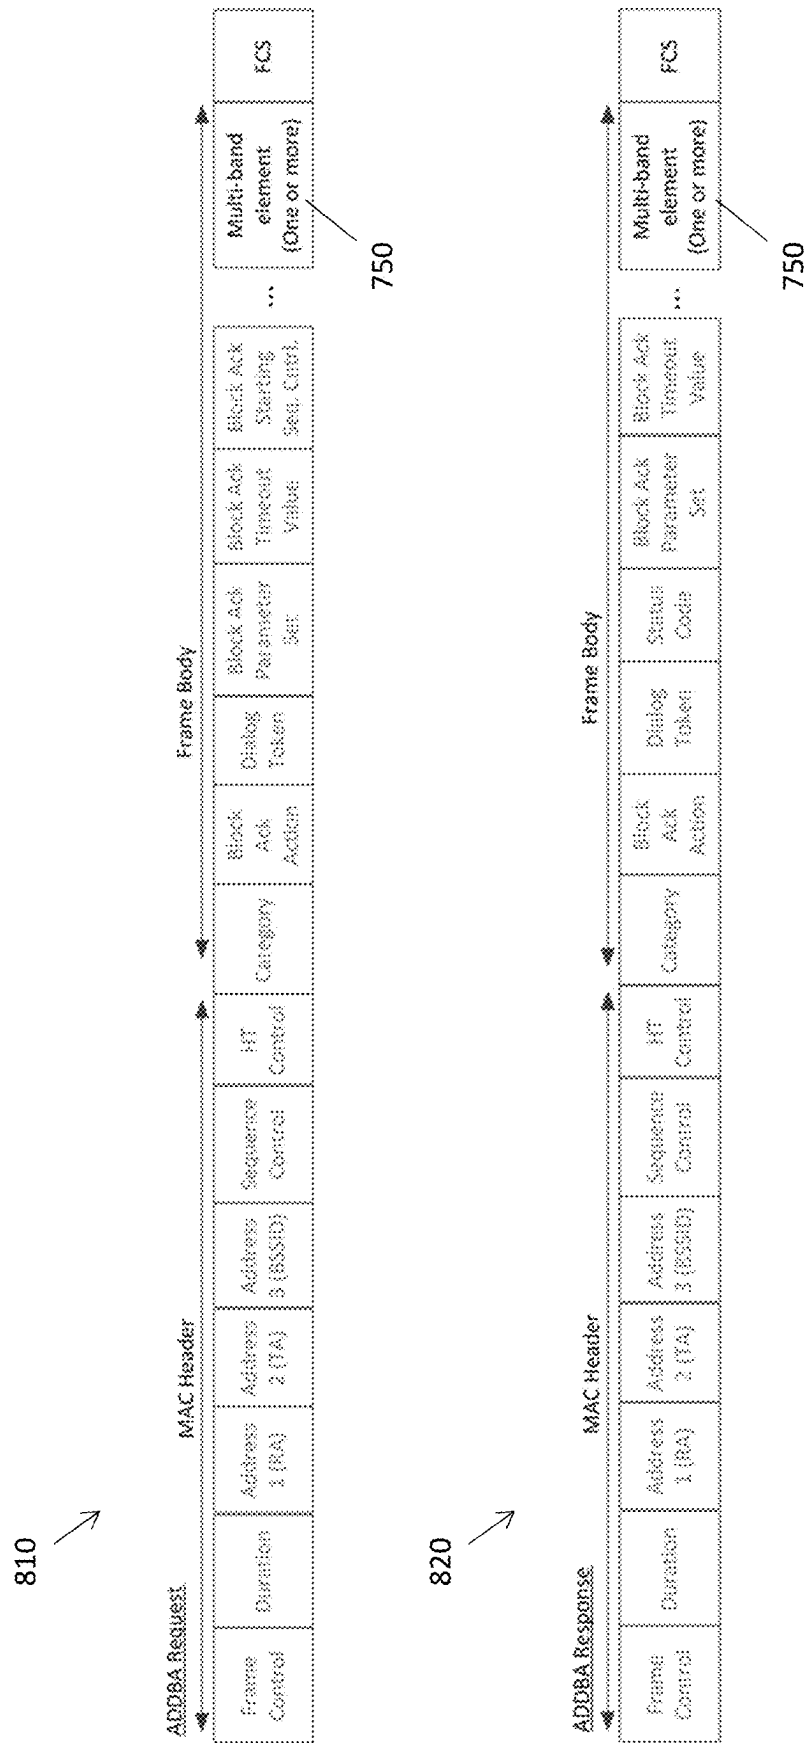 810
ADDBA Request
MAC Header
Frame Body
Frame
Control
Duration
Address
1 (RA)
Address
2 (TA)
Address
3 (BSSID)
Sequence
Control
HT
Control
Category
Block
Ack
Action
Dialog
Token
Block Ack
Parameter
Set
Block Ack
Timeout
Value
Block Ack
Starting
Seq. Cntrl.
...
Multi-band
element
(One or more)
FCS
750
820
ADDBA Response
MAC Header
Frame Body
Frame
Control
Duration
Address
1 (RA)
Address
2 (TA)
Address
3 (BSSID)
Sequence
Control
HT
Control
Category
Block
Ack
Action
Dialog
Token
Status
Code
Block Ack
Parameter
Set
Block Ack
Timeout
Value
...
Multi-band
element
(One or more)
FCS
750